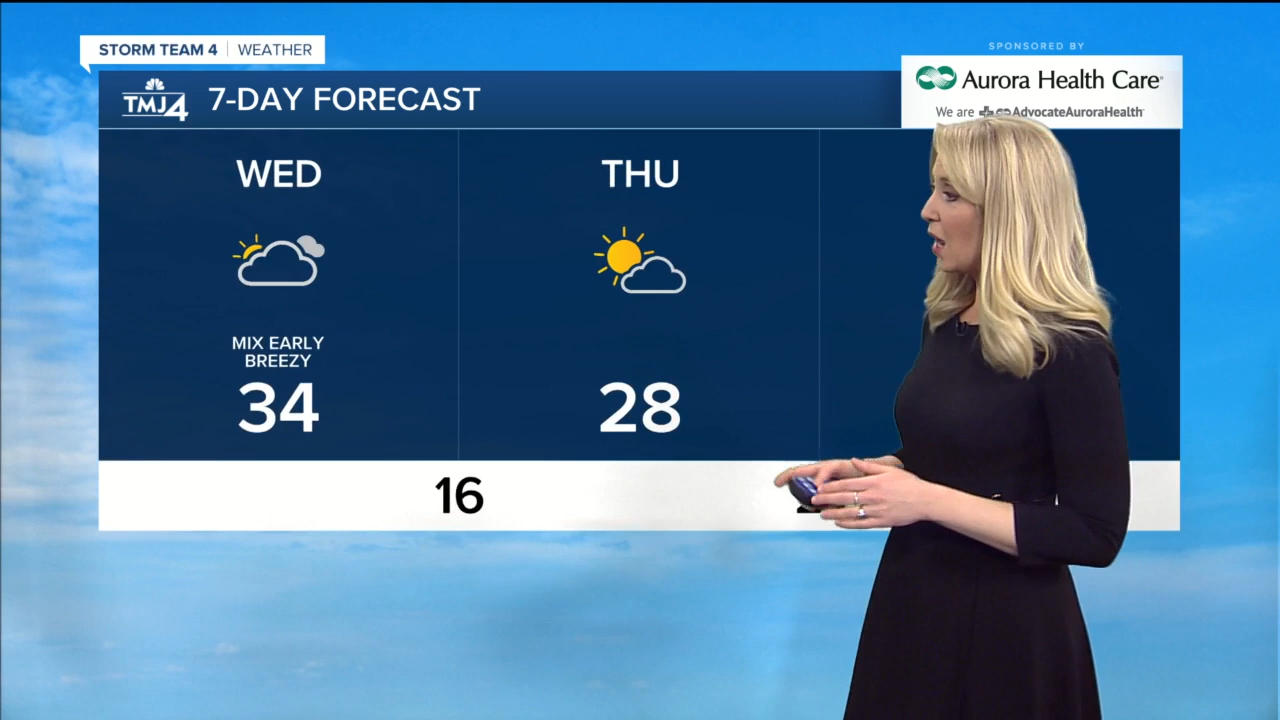 STORM TEAM 4 | WEATHER
SPONSORED BY
Aurora Health Care®
We are AdvocateAuroraHealth
TMJ4 7-DAY FORECAST
WED THU
MIX EARLY
BREEZY
34 28
16